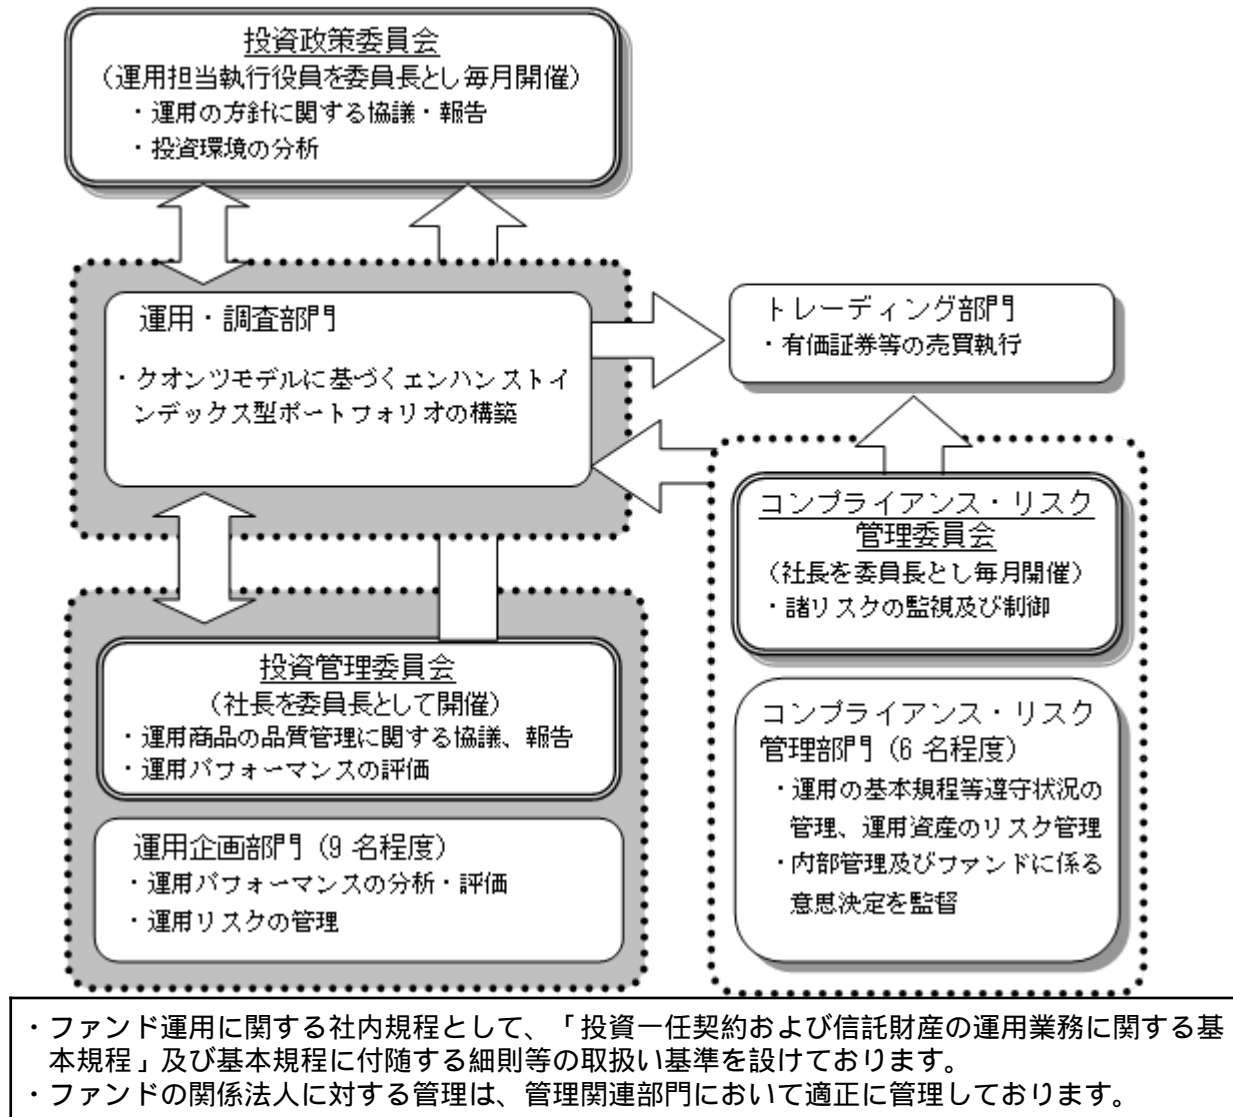 投資政策委員会
（運用担当執行役員を委員長とし毎月開催）
・運用の方針に関する協議・報告
・投資環境の分析
運用・調査部門
・クオンツモデルに基づくエンハンストイ
ンデックス型ポートフォリオの構築
トレーディング部門
・有価証券等の売買執行
コンプライアンス・リスク
管理委員会
（社長を委員長とし毎月開催）
・諸リスクの監視及び制御
投資管理委員会
（社長を委員長として開催）
・運用商品の品質管理に関する協議、報告
・運用パフォーマンスの評価
運用企画部門（9 名程度）
・運用パフォーマンスの分析・評価
・運用リスクの管理
コンプライアンス・リスク
管理部門（6 名程度）
・運用の基本規程等遵守状況の
管理、運用資産のリスク管理
・内部管理及びファンドに係る
意思決定を監督
・ファンド運用に関する社内規程として、「投資一任契約および信託財産の運用業務に関する基
本規程」及び基本規程に付随する細則等の取扱い基準を設けております。
・ファンドの関係法人に対する管理は、管理関連部門において適正に管理しております。